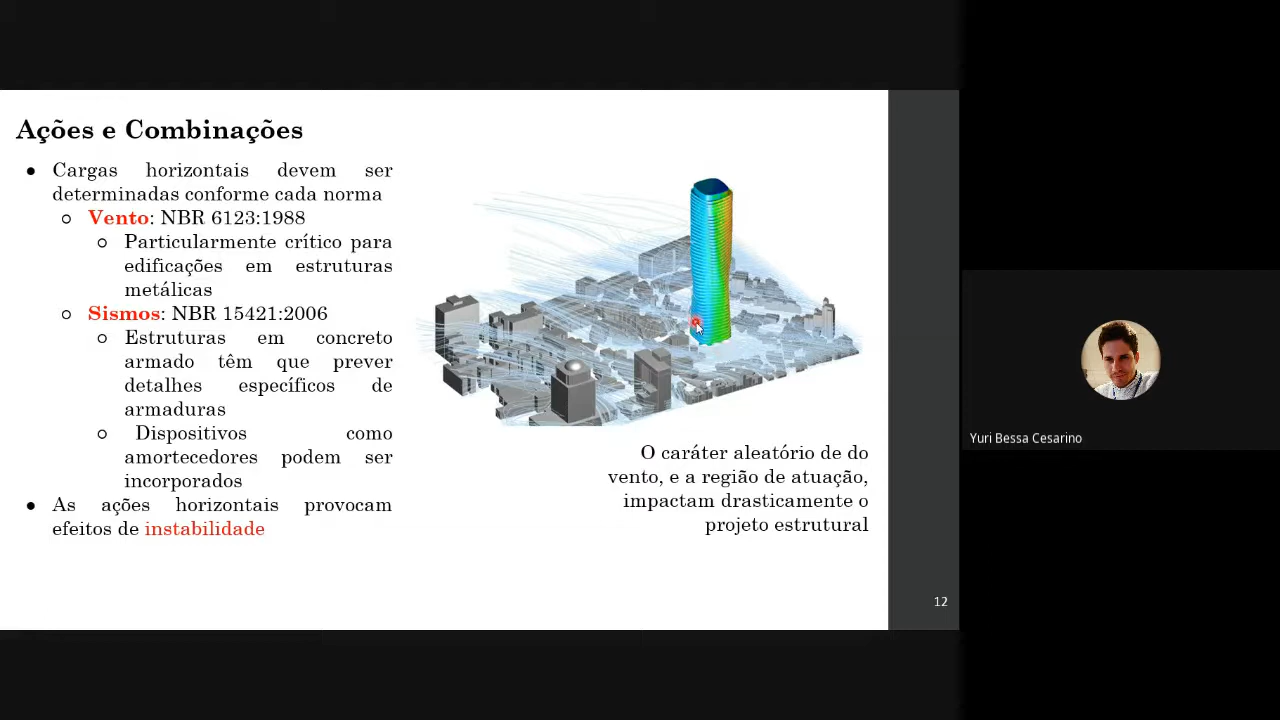 Ações e Combinações
● Cargas horizontais devem ser
determinadas conforme cada norma
○ Vento: NBR 6123:1988
○ Particularmente crítico para
edificações em estruturas
metálicas
○ Sismos: NBR 15421:2006
○ Estruturas em concreto
armado têm que prever
detalhes específicos de
armaduras
○ Dispositivos como
amortecedores podem ser
incorporados
● As ações horizontais provocam
efeitos de instabilidade
O caráter aleatório de do
vento, e a região de atuação,
impactam drasticamente o
projeto estrutural
12
Yuri Bessa Cesarino